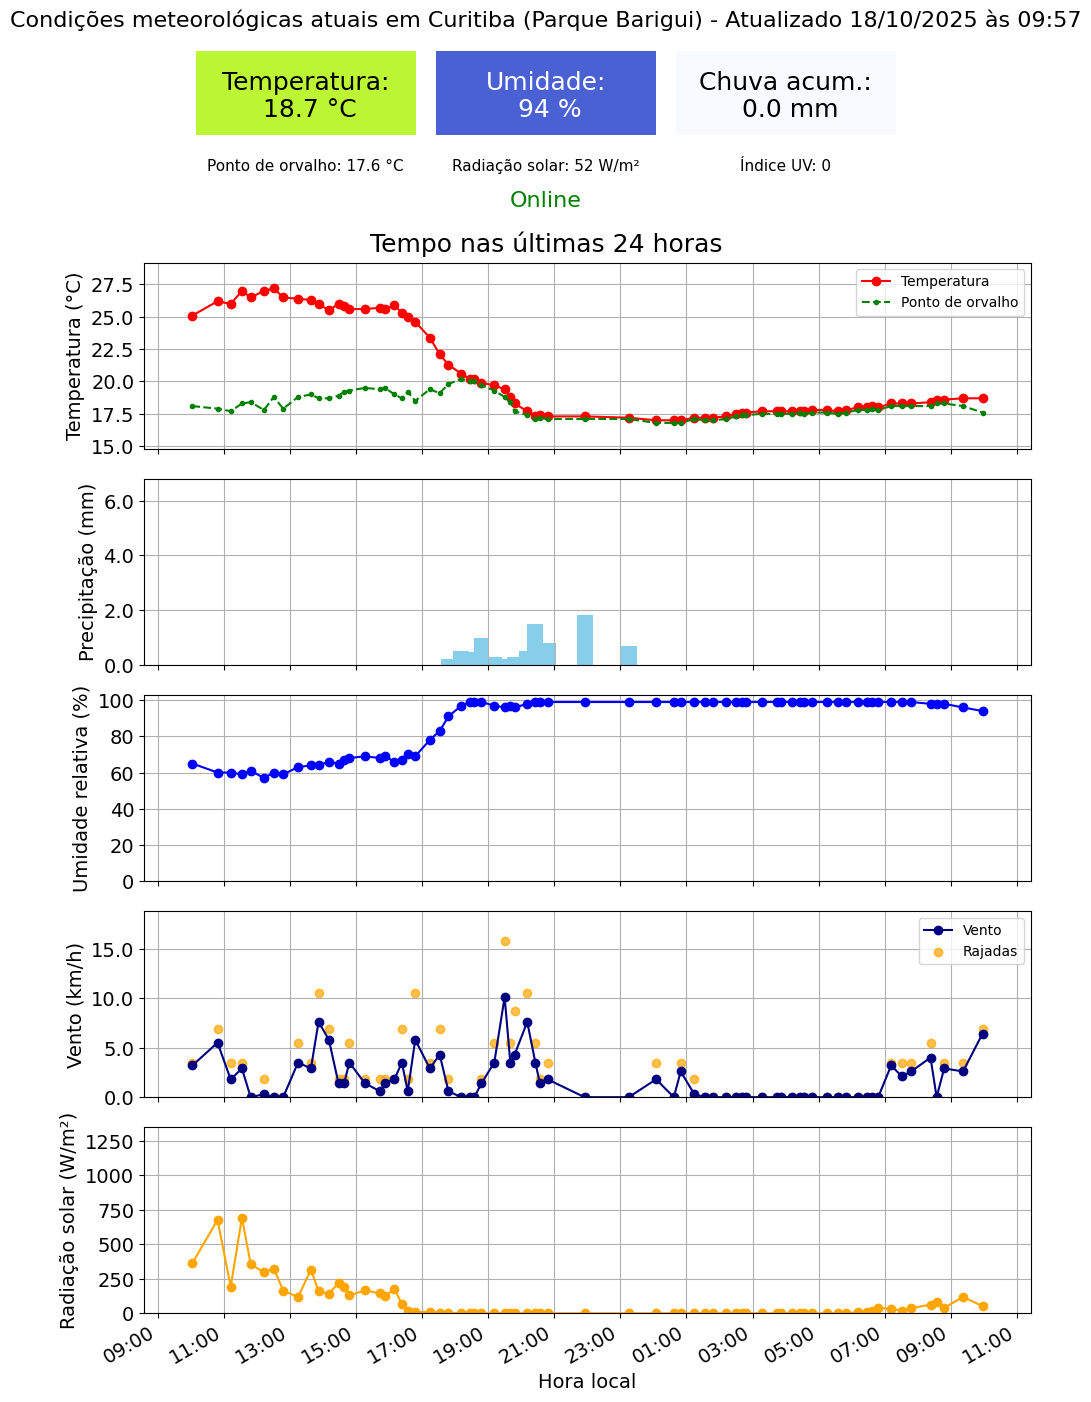 Condições meteorológicas atuais em Curitiba (Parque Barigui) - Atualizado 18/10/2025 às 09:57
Temperatura:
18.7 °C
Umidade:
94 %
Chuva acum.:
0.0 mm
Ponto de orvalho: 17.6 °C
Radiação solar: 52 W/m²
Índice UV: 0
Online
Tempo nas últimas 24 horas
Temperatura (°C)
27.5
25.0
22.5
20.0
17.5
15.0
Temperatura
Ponto de orvalho
Precipitação (mm)
6.0
4.0
2.0
0.0
Umidade relativa (%)
100
80
60
40
20
0
Vento (km/h)
15.0
10.0
5.0
0.0
Vento
Rajadas
Radiação solar (W/m²)
1250
1000
750
500
250
0
09:00
11:00
13:00
15:00
17:00
19:00
21:00
23:00
01:00
03:00
05:00
07:00
09:00
11:00
Hora local